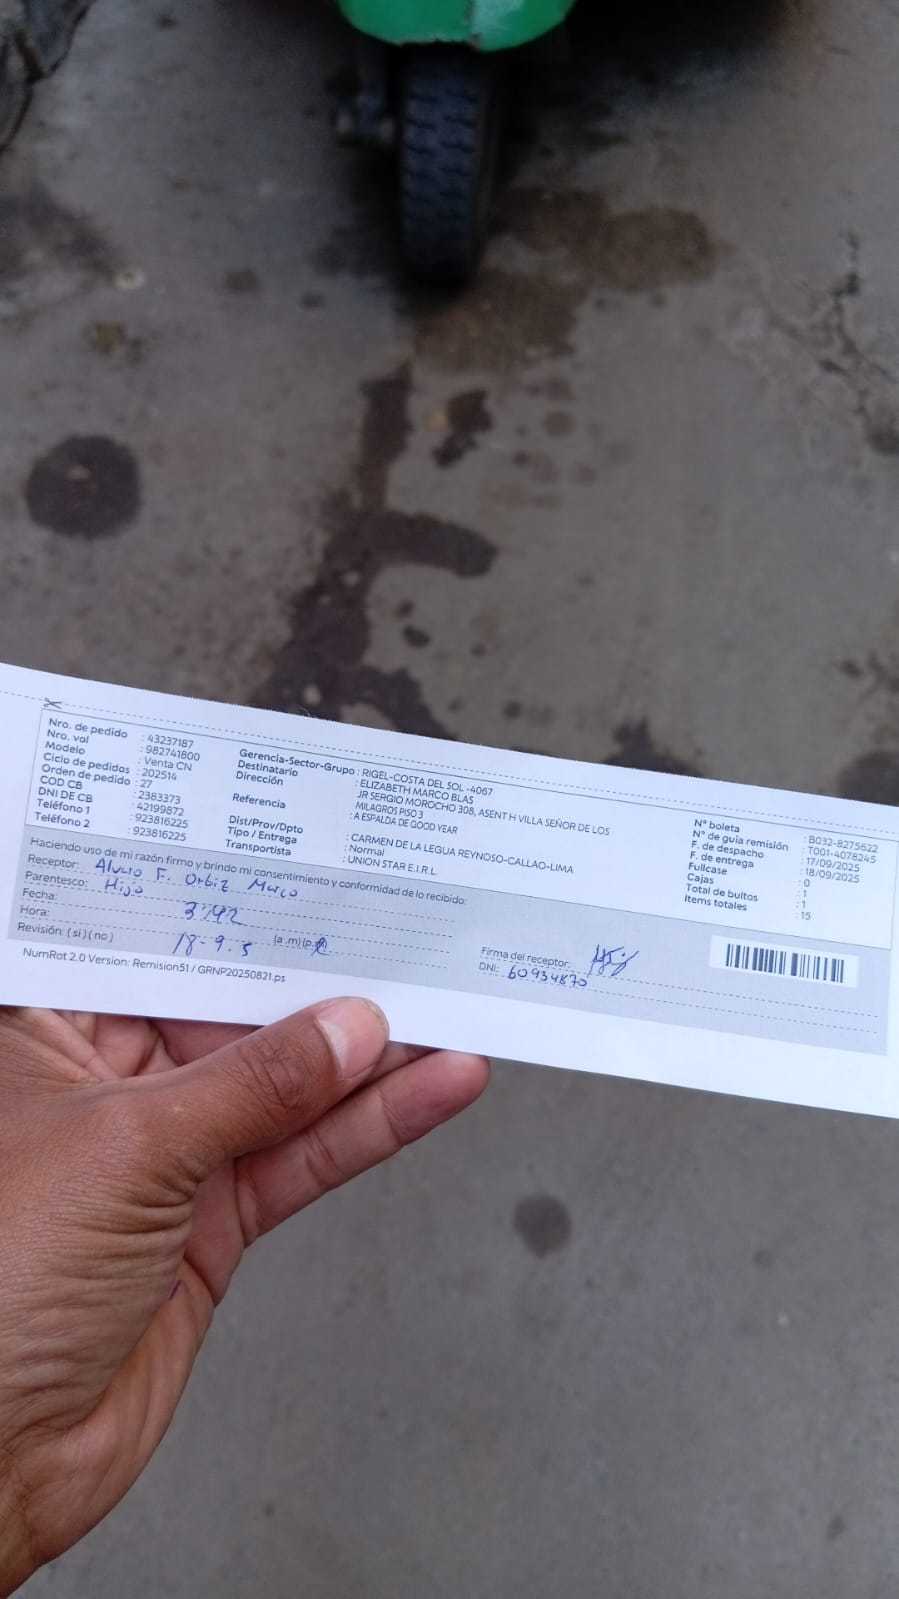 Nro. de pedido : 43237187
Nro. val : 982741800
Modelo : Venta CN
Ciclo de pedidos : 202514
Orden de pedido : 27
COD CB : 2383373
DNI DE CB : 42199872
Teléfono 1 : 923816225
Teléfono 2 : 923816225
Gerencia-Sector-Grupo : RIGEL-COSTA DEL SOL -4067
Destinatario : ELIZABETH MARCO BLAS
Dirección JR SERGIO MOROCHO 308, ASENT H VILLA SEÑOR DE LOS
MILAGROS PISO 3
Referencia : A ESPALDA DE GOOD YEAR
Dist/Prov/Dpto : CARMEN DE LA LEGUA REYNOSO-CALLAO-LIMA
Tipo / Entrega : Normal
Transportista : UNION STAR E.I.R.L.
N° boleta : B032-8275622
N° de guia remisión : T001-4078245
F. de despacho : 17/09/2025
F. de entrega : 18/09/2025
Fullcase : 0
Cajas : 1
Total de bultos : 1
Items totales : 15
Haciendo uso de mi razón firmo y brindo mi consentimiento y conformidad de lo recibido:
Receptor: Alvaro F. Orbiz Marco
Parentesco: Hijo
Fecha: 3:42
Hora: 18-9-5 (a.m)(p.
Revisión: (si) (no)
Firma del receptor:
DNI: 60934870
NumRot 2.0 Version: Remision51 / GRNP20250821.ps